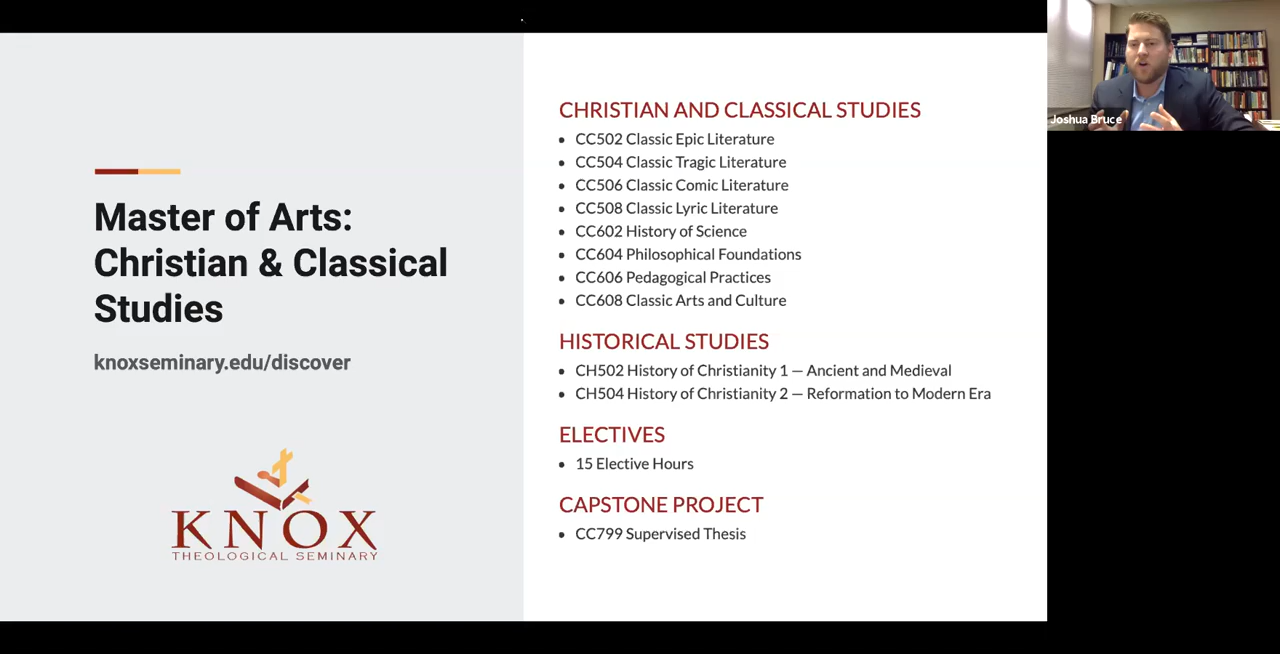 Master of Arts:
Christian & Classical
Studies
knoxseminary.edu/discover
KNOX
THEOLOGICAL SEMINARY
CHRISTIAN AND CLASSICAL STUDIES
• CC502 Classic Epic Literature
• CC504 Classic Tragic Literature
• CC506 Classic Comic Literature
• CC508 Classic Lyric Literature
• CC602 History of Science
• CC604 Philosophical Foundations
• CC606 Pedagogical Practices
• CC608 Classic Arts and Culture
HISTORICAL STUDIES
• CH502 History of Christianity 1 — Ancient and Medieval
• CH504 History of Christianity 2 — Reformation to Modern Era
ELECTIVES
• 15 Elective Hours
CAPSTONE PROJECT
• CC799 Supervised Thesis
Joshua Bruce